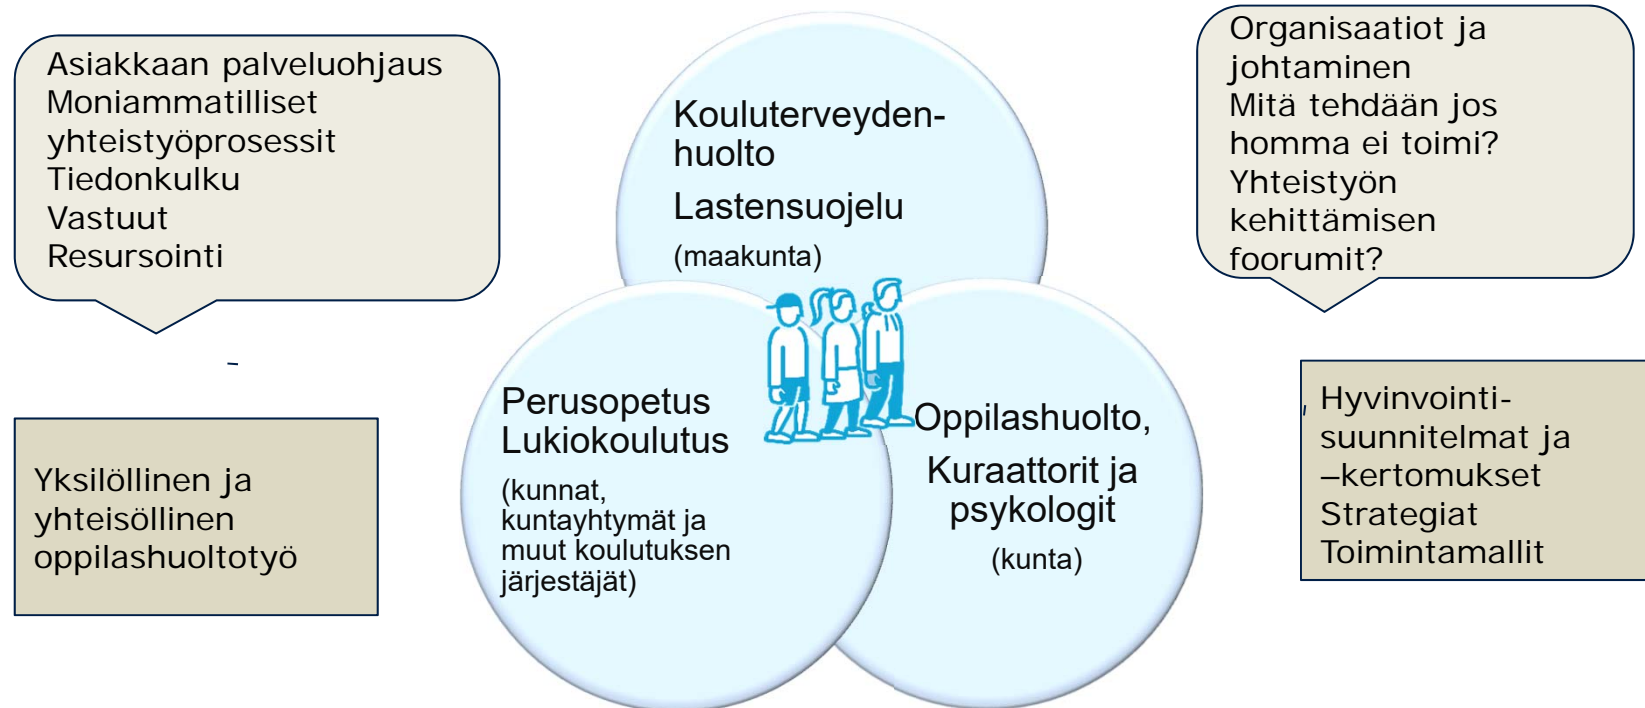 Asiakkaan palveluohjaus
Moniammatilliset
yhteistyöprosessit
Tiedonkulku
Vastuut
Resursointi
Kouluterveyden-
huolto
Lastensuojelu
(maakunta)
Organisaatiot ja
johtaminen
Mitä tehdään jos
homma ei toimi?
Yhteistyön
kehittämisen
foorumit?
Yksilöllinen ja
yhteisöllinen
oppilashuoltotyö
Perusopetus
Lukiokoulutus
(kunnat,
kuntayhtymät ja
muut koulutuksen
järjestäjät)
Oppilashuolto,
Kuraattorit ja
psykologit
(kunta)
Hyvinvointi-
suunnitelmat ja
–kertomukset
Strategiat
Toimintamallit